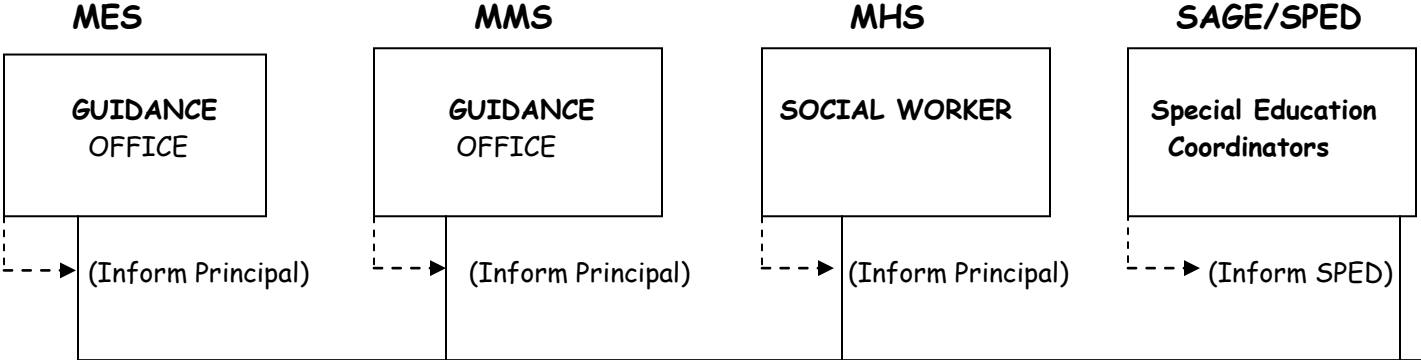 MES
MMS
MHS
SAGE/SPED
GUIDANCE
OFFICE
GUIDANCE
OFFICE
SOCIAL WORKER
Special Education
Coordinators
(Inform Principal)
(Inform Principal)
(Inform Principal)
(Inform SPED)